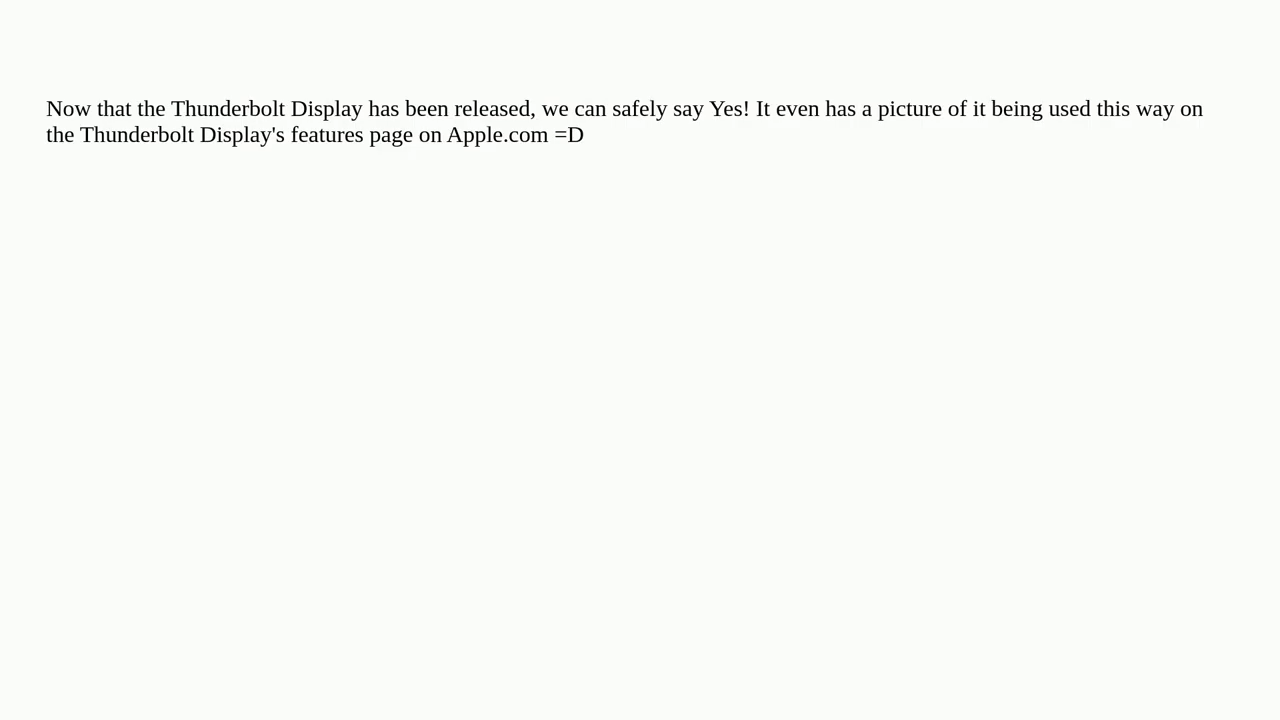 Now that the Thunderbolt Display has been released, we can safely say Yes! It even has a picture of it being used this way on
the Thunderbolt Display's features page on Apple.com =D